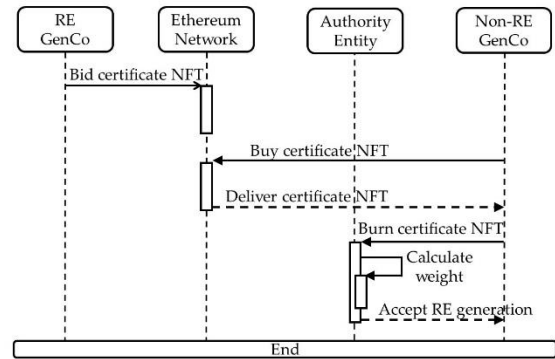 RE
GenCo
Ethereum
Network
Authority
Entity
Non-RE
GenCo
Bid certificate NFT
Buy certificate NFT
Deliver certificate NFT
Burn certificate NFT
Calculate
weight
Accept RE generation
End